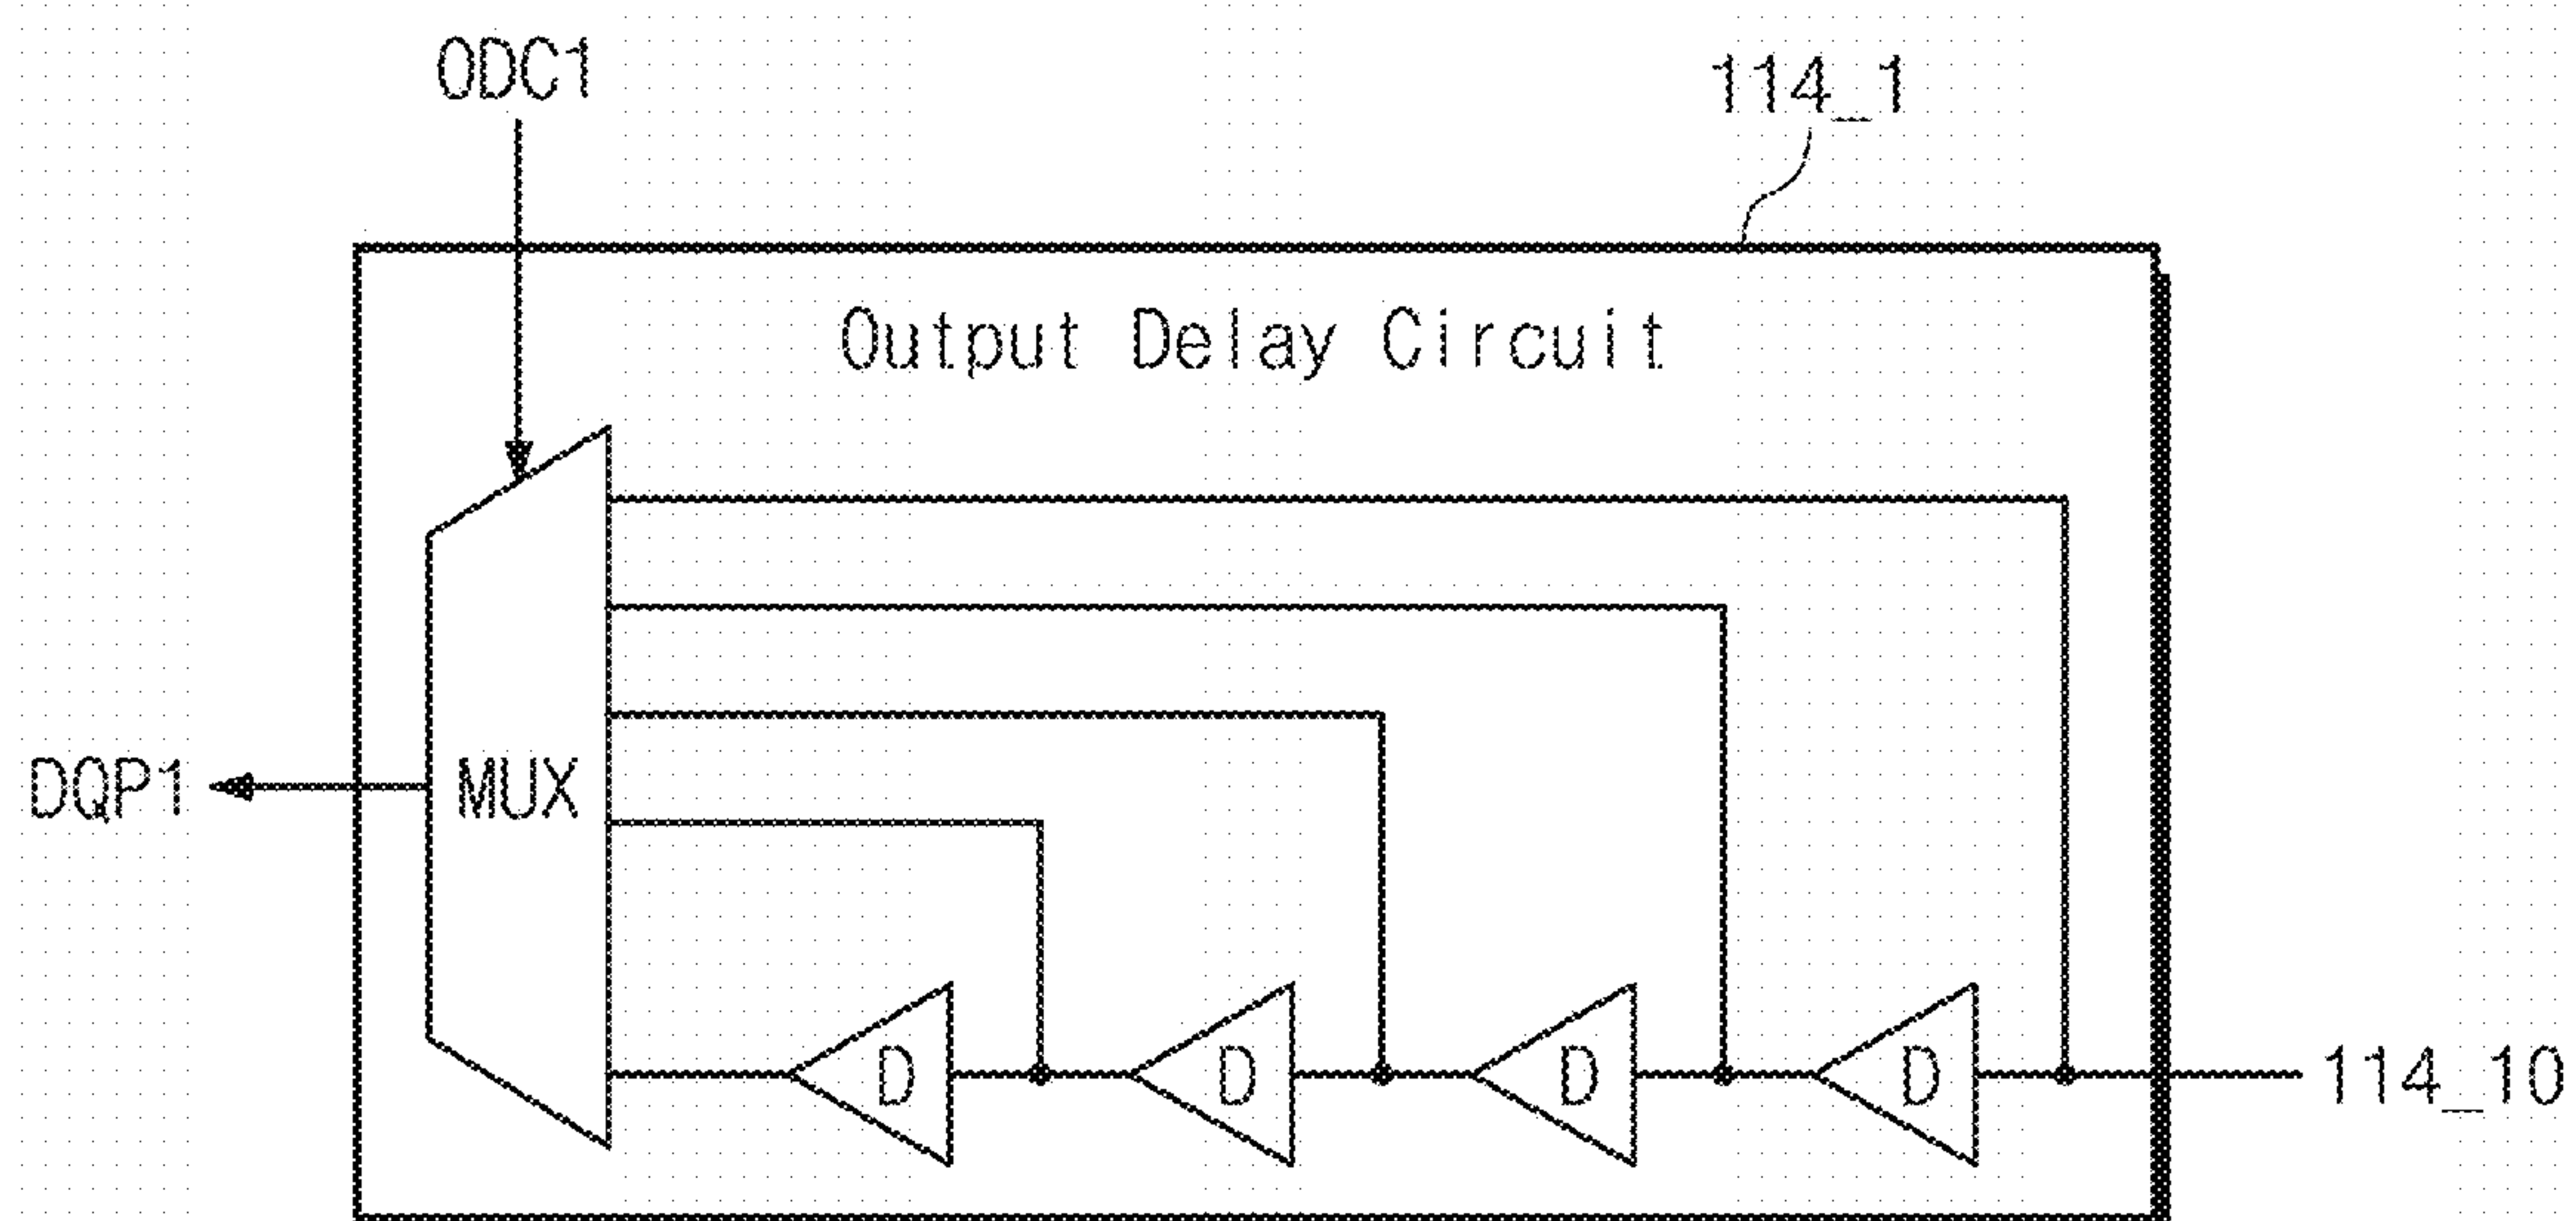 ODC1
114_1
Output Delay Circuit
DQP1
MUX
D D D D
114_10